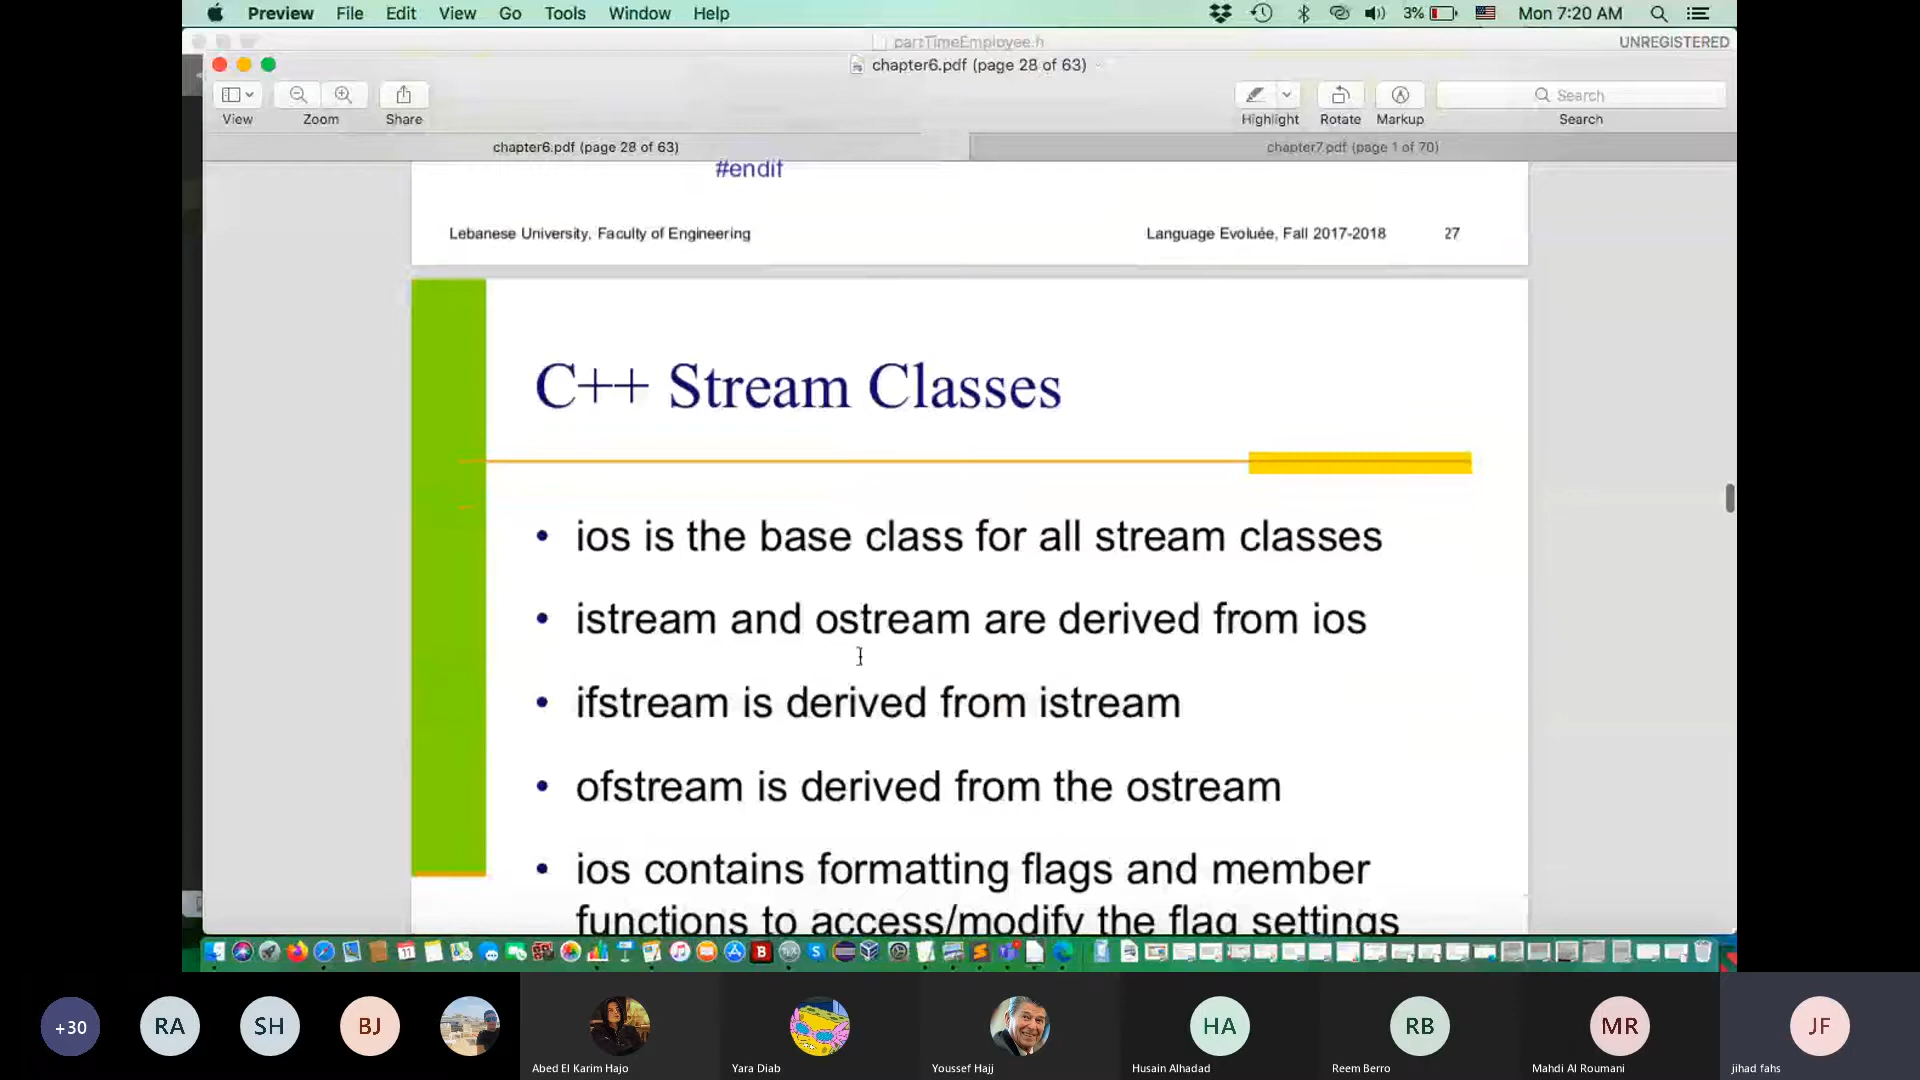 Preview File Edit View Go Tools Window Help 3% Mon 7:20 AM
partTimeEmployee.h UNREGISTERED
chapter6.pdf (page 28 of 63)
View Zoom Share Highlight Rotate Markup Search
Search
chapter6.pdf (page 28 of 63) chapter7.pdf (page 1 of 70)
#endif
Lebanese University, Faculty of Engineering Language Evoluée, Fall 2017-2018 27
C++ Stream Classes
• ios is the base class for all stream classes
• istream and ostream are derived from ios
• ifstream is derived from istream
• ofstream is derived from the ostream
• ios contains formatting flags and member
functions to access/modify the flag settings
+30 RA SH BJ HA RB MR JF
Abed El Karim Hajo Yara Diab Youssef Hajj Husain Alhadad Reem Berro Mahdi Al Roumani jihad fahs